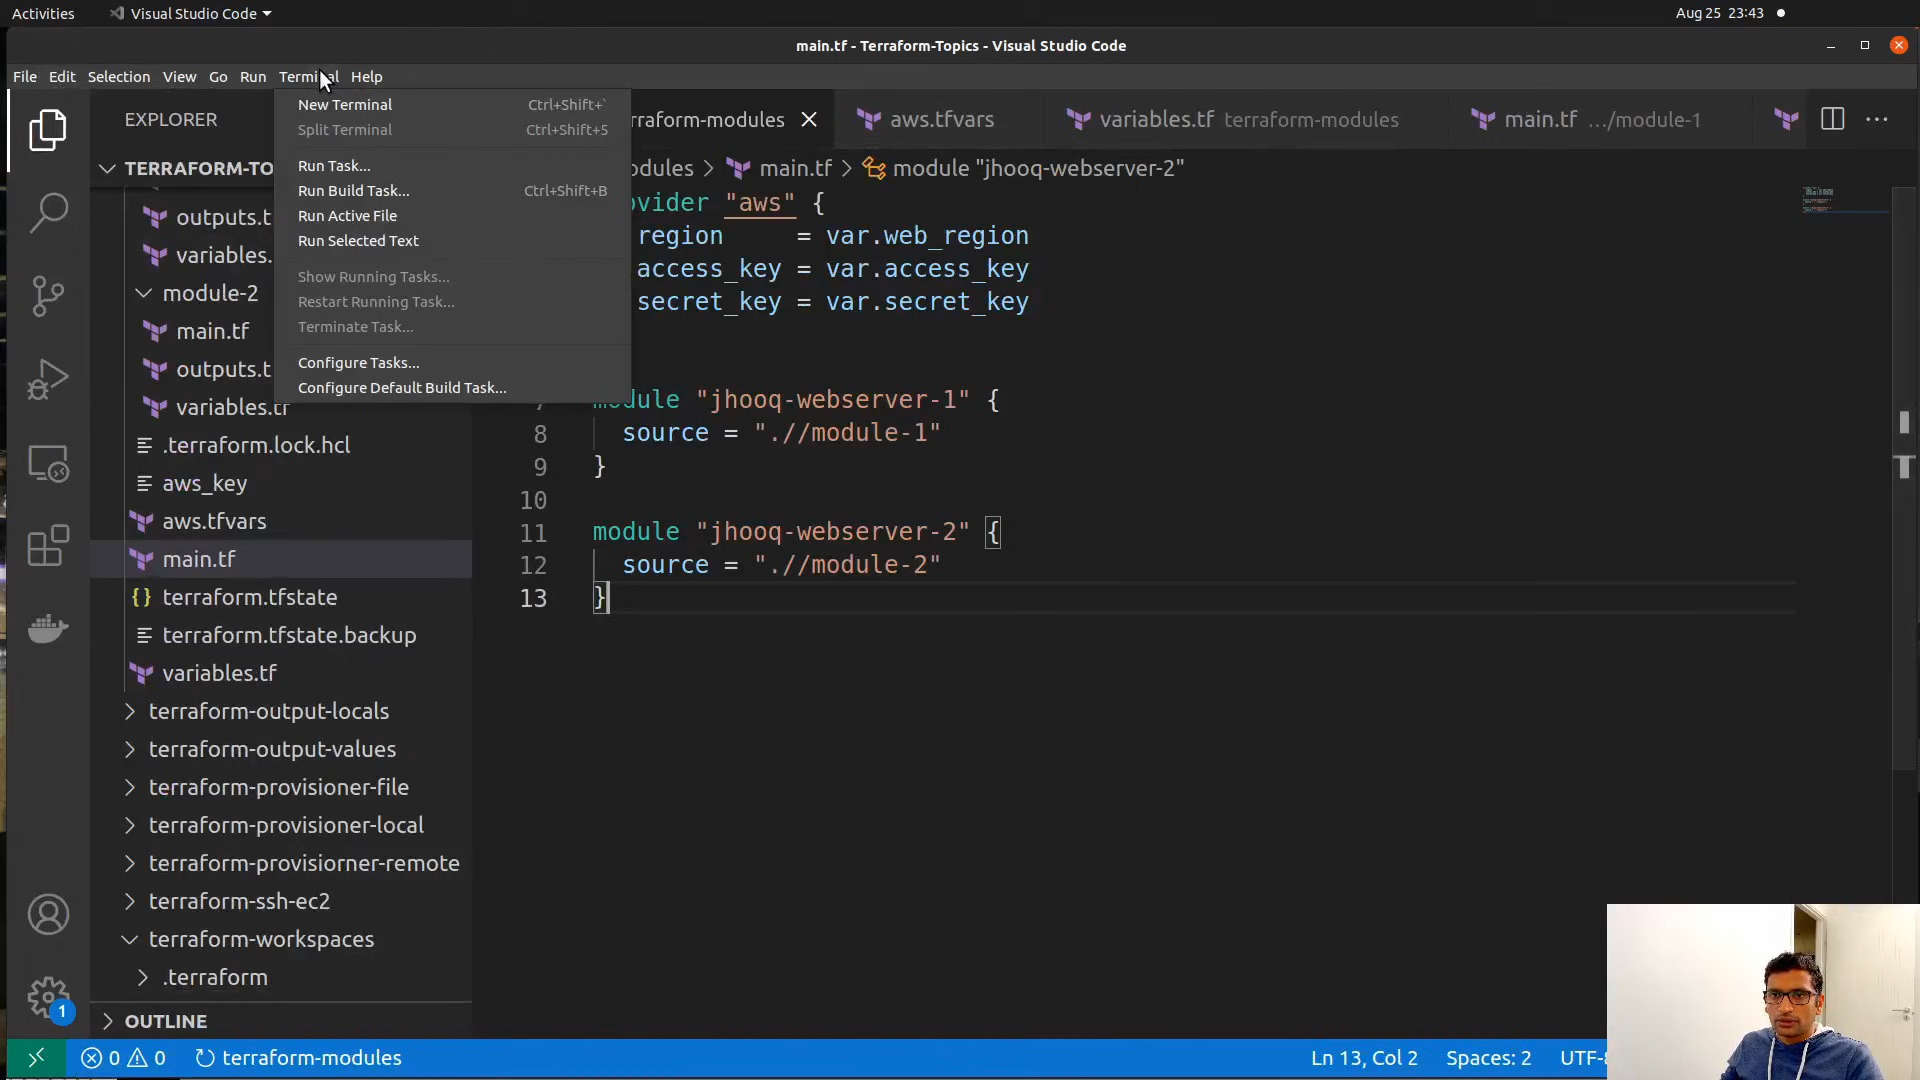 Activities
Visual Studio Code
Aug 25 23:43
main.tf - Terraform-Topics - Visual Studio Code
File Edit Selection View Go Run Terminal Help
New Terminal Ctrl+Shift+`
Split Terminal Ctrl+Shift+5
Run Task...
Run Build Task... Ctrl+Shift+B
Run Active File
Run Selected Text
Show Running Tasks...
Restart Running Task...
Terminate Task...
Configure Tasks...
Configure Default Build Task...
EXPLORER
TERRAFORM-TO
outputs.t
variables.
module-2
main.tf
outputs.t
variables.tf
.terraform.lock.hcl
aws_key
aws.tfvars
main.tf
{} terraform.tfstate
terraform.tfstate.backup
variables.tf
terraform-output-locals
terraform-output-values
terraform-provisioner-file
terraform-provisioner-local
terraform-provisiorner-remote
terraform-ssh-ec2
terraform-workspaces
.terraform
OUTLINE
rraform-modules
aws.tfvars
variables.tf terraform-modules
main.tf .../module-1
odules > main.tf > module "jhooq-webserver-2"
ovider "aws" {
region = var.web_region
access_key = var.access_key
secret_key = var.secret_key
7 module "jhooq-webserver-1" {
8 source = ".//module-1"
9 }
10
11 module "jhooq-webserver-2" {
12 source = ".//module-2"
13 }
1
0 0 terraform-modules
Ln 13, Col 2 Spaces: 2 UTF-8